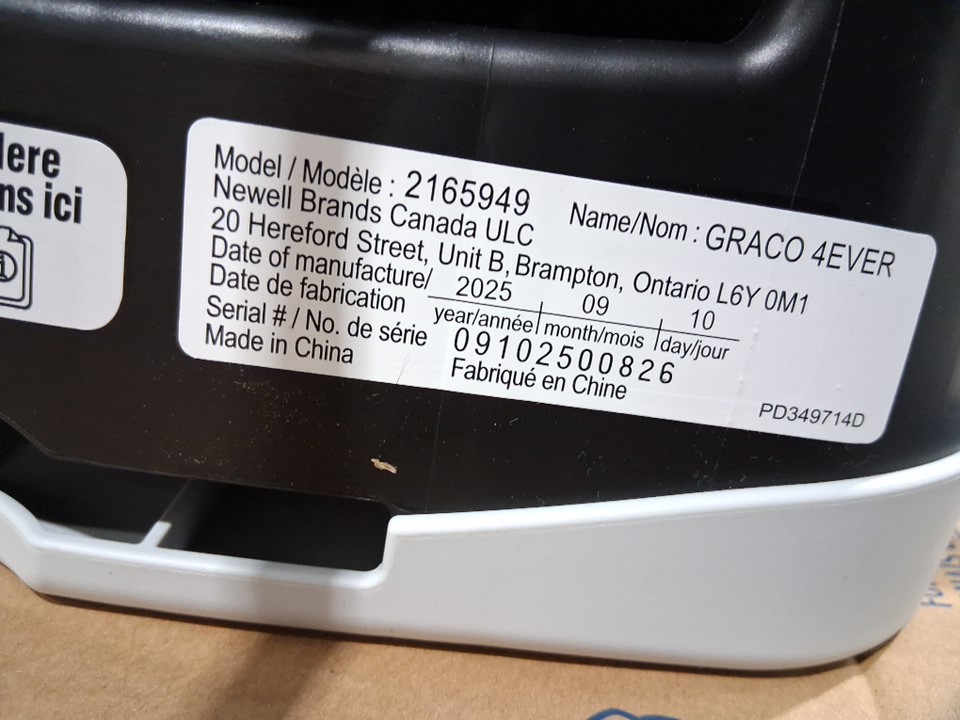 ns ici
Model / Modèle : 2165949
Name/Nom : GRACO 4EVER
Newell Brands Canada ULC
20 Hereford Street, Unit B, Brampton, Ontario L6Y 0M1
Date of manufacture/ 2025 09 10
Date de fabrication year/année month/mois day/jour
Serial # / No. de série 09102500826
Made in China Fabriqué en Chine
PD349714D